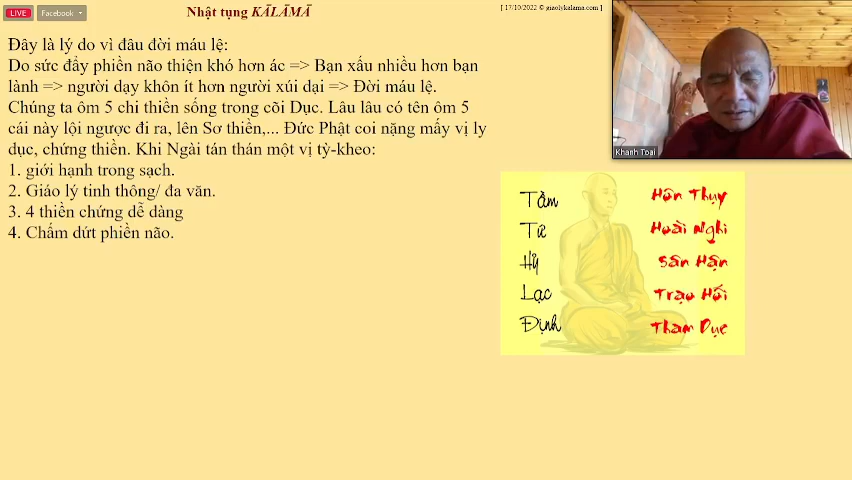 LIVE
Facebook
Nhật tụng KĀLĀMĀ
[ 17/10/2022 © giaolykalama.com ]
Đây là lý do vì đâu đời máu lệ:
Do sức đẩy phiền não thiện khó hơn ác => Bạn xấu nhiều hơn bạn
lành => người dạy khôn ít hơn người xúi dại => Đời máu lệ.
Chúng ta ôm 5 chi thiền sống trong cõi Dục. Lâu lâu có tên ôm 5
cái này lội ngược đi ra, lên Sơ thiền,... Đức Phật coi nặng mấy vị ly
dục, chứng thiền. Khi Ngài tán thán một vị tỳ-kheo:
1. giới hạnh trong sạch.
2. Giáo lý tinh thông/ đa văn.
3. 4 thiền chứng dễ dàng
4. Chấm dứt phiền não.
Khanh Toai
Tầm Hôn Thụy
Tứ Hoài Nghi
Hỷ Sân Hận
Lạc Trạo Hối
Định Tham Dục